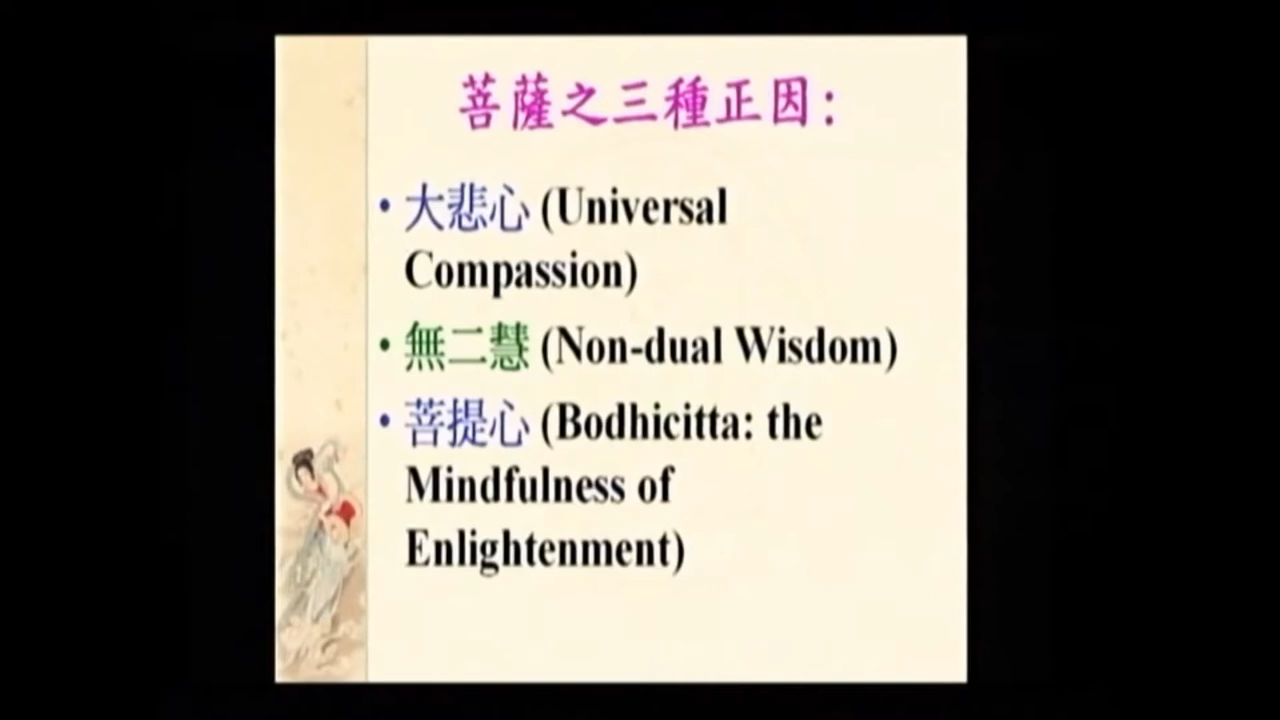 菩薩之三種正因：
• 大悲心 (Universal
Compassion)
• 無二慧 (Non-dual Wisdom)
• 菩提心 (Bodhicitta: the
Mindfulness of
Enlightenment)